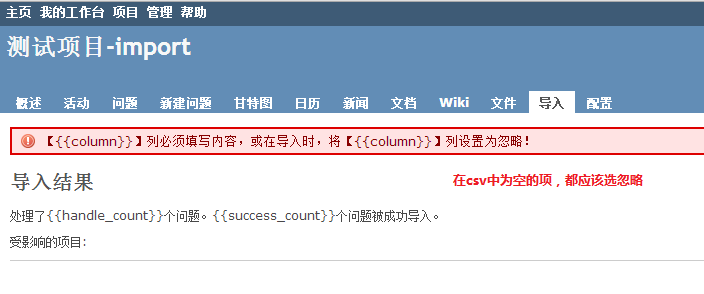 主页 我的工作台 项目 管理 帮助
测试项目-import
概述 活动 问题 新建问题 甘特图 日历 新闻 文档 Wiki 文件 导入 配置
【{{column}}】列必须填写内容，或在导入时，将【{{column}}】列设置为忽略！
导入结果
在csv中为空的项，都应该选忽略
处理了{{handle_count}}个问题。{{success_count}}个问题被成功导入。
受影响的项目: